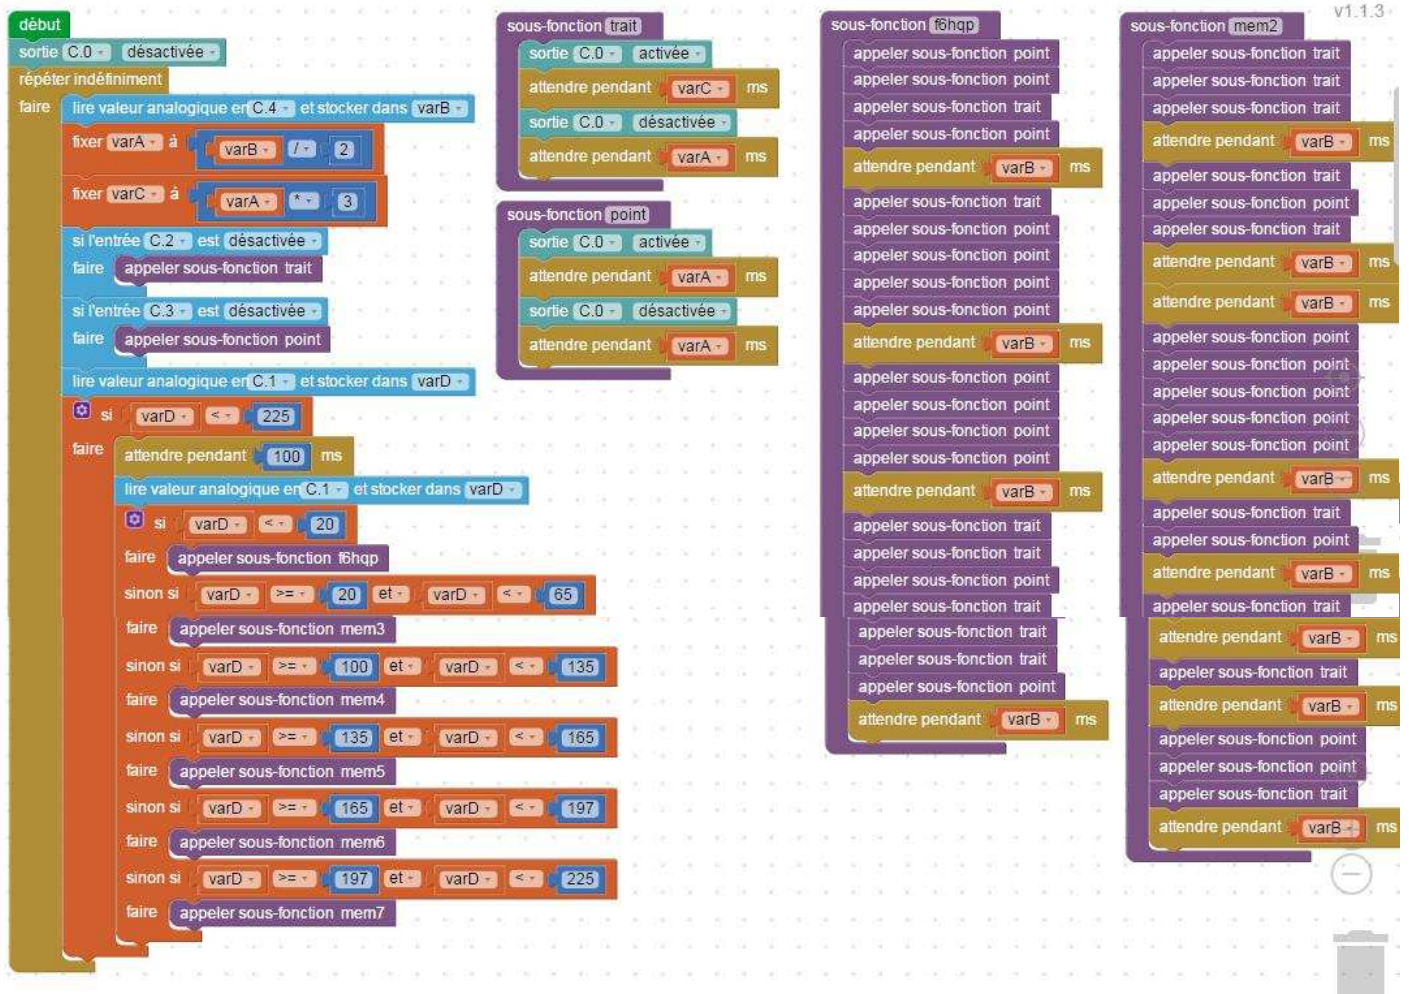 début
sortie C.0 désactivée
répéter indéfiniment
faire
lire valeur analogique en C.4 et stocker dans varB
fixer varA à varB / 2
fixer varC à varA * 3
si l'entrée C.2 est désactivée
faire appeler sous-fonction trait
si l'entrée C.3 est désactivée
faire appeler sous-fonction point
lire valeur analogique en C.1 et stocker dans varD
si varD < 225
faire attendre pendant 100 ms
lire valeur analogique en C.1 et stocker dans varD
si varD < 20
faire appeler sous-fonction f6hqp
sinon si varD >= 20 et varD < 65
faire appeler sous-fonction mem3
sinon si varD >= 100 et varD < 135
faire appeler sous-fonction mem4
sinon si varD >= 135 et varD < 165
faire appeler sous-fonction mem5
sinon si varD >= 165 et varD < 197
faire appeler sous-fonction mem6
sinon si varD >= 197 et varD < 225
faire appeler sous-fonction mem7
sous-fonction trait
sortie C.0 activée
attendre pendant varC ms
sortie C.0 désactivée
attendre pendant varA ms
sous-fonction point
sortie C.0 activée
attendre pendant varA ms
sortie C.0 désactivée
attendre pendant varA ms
sous-fonction f6hqp
appeler sous-fonction point
appeler sous-fonction point
appeler sous-fonction trait
appeler sous-fonction point
attendre pendant varB ms
appeler sous-fonction trait
appeler sous-fonction point
appeler sous-fonction point
appeler sous-fonction point
appeler sous-fonction point
attendre pendant varB ms
appeler sous-fonction point
appeler sous-fonction point
appeler sous-fonction point
appeler sous-fonction point
attendre pendant varB ms
appeler sous-fonction trait
appeler sous-fonction trait
appeler sous-fonction point
appeler sous-fonction trait
appeler sous-fonction trait
appeler sous-fonction trait
appeler sous-fonction point
attendre pendant varB ms
v1.1.3
sous-fonction mem2
appeler sous-fonction trait
appeler sous-fonction trait
appeler sous-fonction trait
attendre pendant varB ms
appeler sous-fonction trait
appeler sous-fonction point
appeler sous-fonction trait
attendre pendant varB ms
attendre pendant varB ms
appeler sous-fonction point
appeler sous-fonction point
appeler sous-fonction point
appeler sous-fonction point
appeler sous-fonction point
attendre pendant varB ms
appeler sous-fonction trait
appeler sous-fonction point
attendre pendant varB ms
appeler sous-fonction trait
attendre pendant varB ms
appeler sous-fonction trait
attendre pendant varB ms
appeler sous-fonction point
appeler sous-fonction point
appeler sous-fonction trait
attendre pendant varB ms